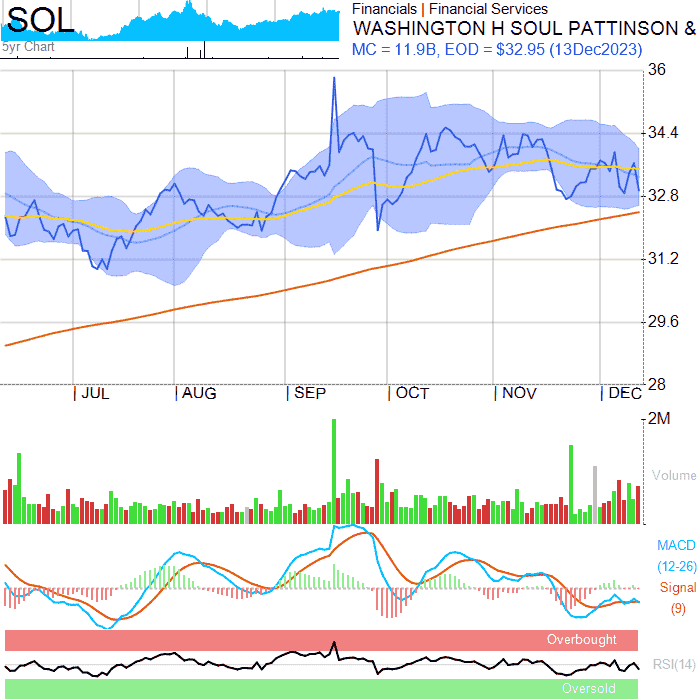 SOL
5yr Chart
Financials | Financial Services
WASHINGTON H SOUL PATTINSON &
MC = 11.9B, EOD = $32.95 (13Dec2023)
36
34.4
32.8
31.2
29.6
28
| JUL | AUG | SEP | OCT | NOV | DEC
2M
Volume
MACD
(12-26)
Signal
(9)
Overbought
RSI(14)
Oversold